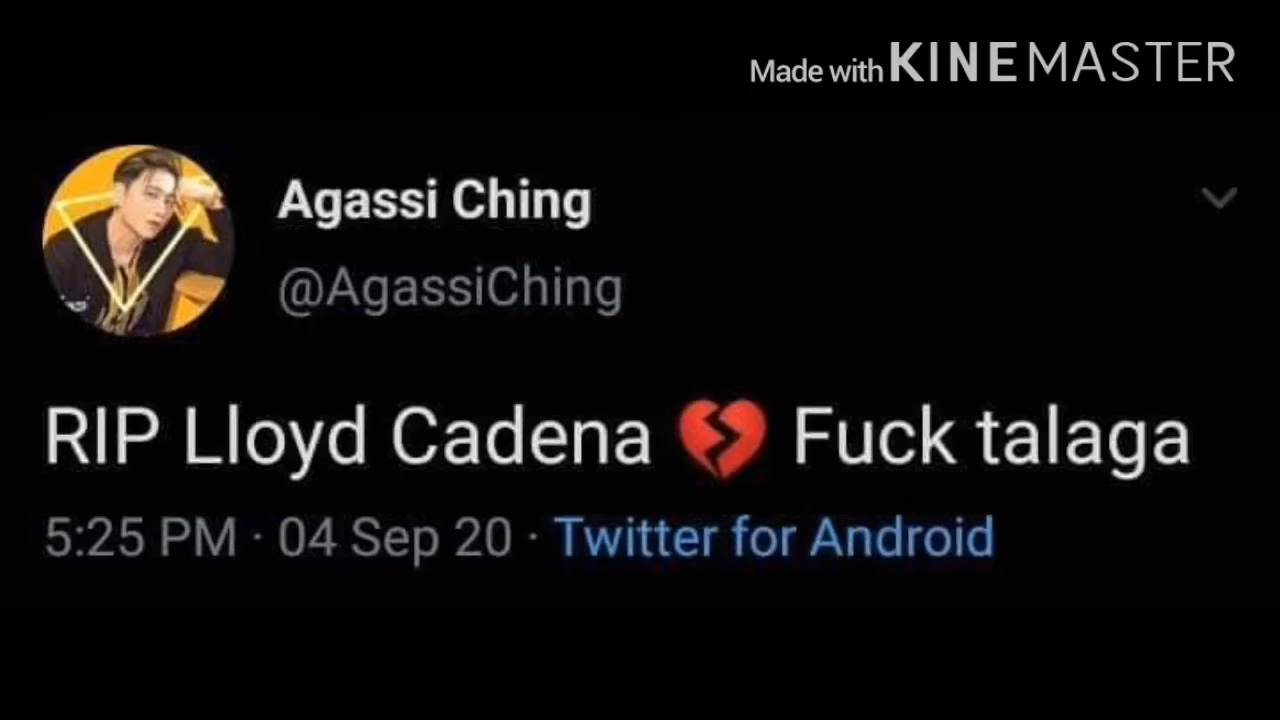 Made with KINEMASTER
Agassi Ching
@AgassiChing
RIP Lloyd Cadena 💔 Fuck talaga
5:25 PM · 04 Sep 20 · Twitter for Android